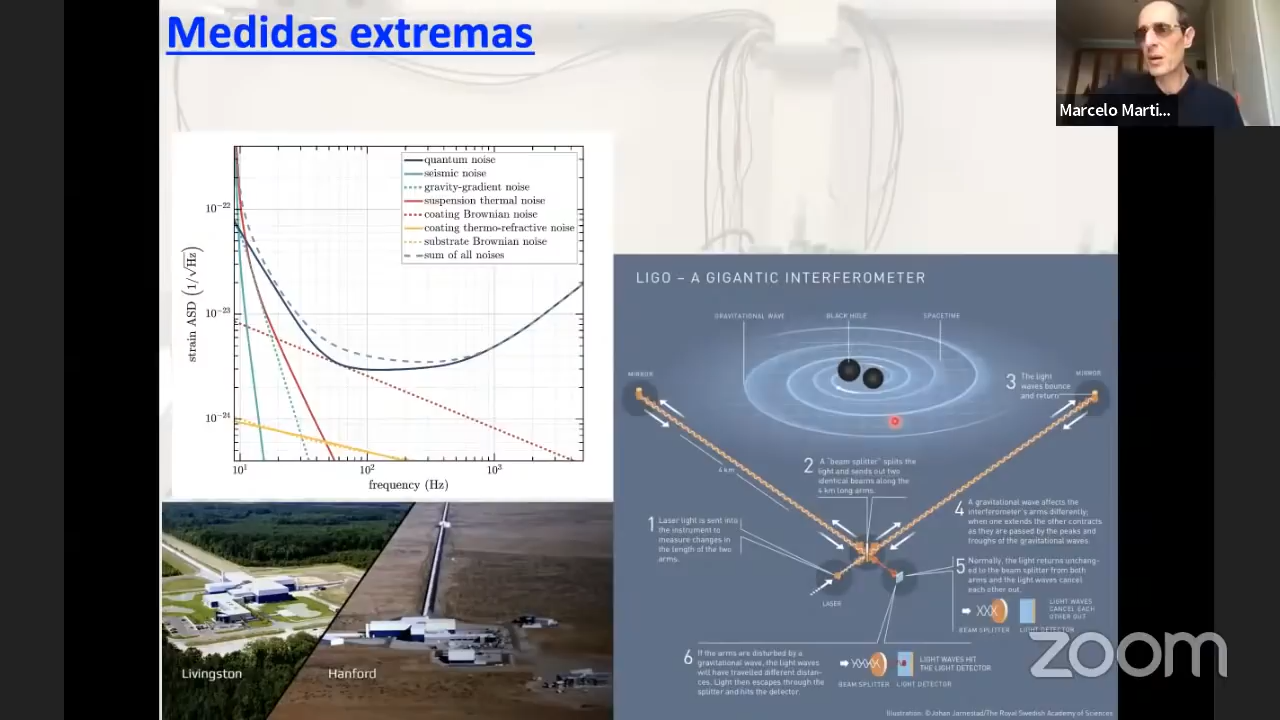 Medidas extremas
Marcelo Marti...
quantum noise
seismic noise
gravity-gradient noise
suspension thermal noise
coating Brownian noise
coating thermo-refractive noise
substrate Brownian noise
sum of all noises
10⁻²²
10⁻²³
10⁻²⁴
strain ASD (1/√Hz)
10¹
10²
10³
frequency (Hz)
LIGO – A GIGANTIC INTERFEROMETER
GRAVITATIONAL WAVE
BLACK HOLE
SPACETIME
MIRROR
MIRROR
3 The light
waves bounce
and return.
4 km
2 A "beam splitter" splits the
light and sends out two
identical beams along the
4 km long arms.
1 Laser light is sent into
the instrument to
measure changes in
the length of the two
arms.
4 A gravitational wave affects the
interferometer's arms differently;
when one extends the other contracts
as they are passed by the peaks and
troughs of the gravitational waves.
5 Normally, the light returns unchang-
ed to the beam splitter from both
arms and the light waves cancel
each other out.
LASER
LIGHT WAVES
CANCEL EACH
OTHER OUT
BEAM SPLITTER
LIGHT DETECTOR
6 If the arms are disturbed by a
gravitational wave, the light waves
will have travelled different distan-
ces. Light then escapes through the
splitter and hits the detector.
LIGHT WAVES HIT
THE LIGHT DETECTOR
BEAM SPLITTER
LIGHT DETECTOR
Livingston
Hanford
zoom
Illustration: ©Johan Jarnestad/The Royal Swedish Academy of Sciences